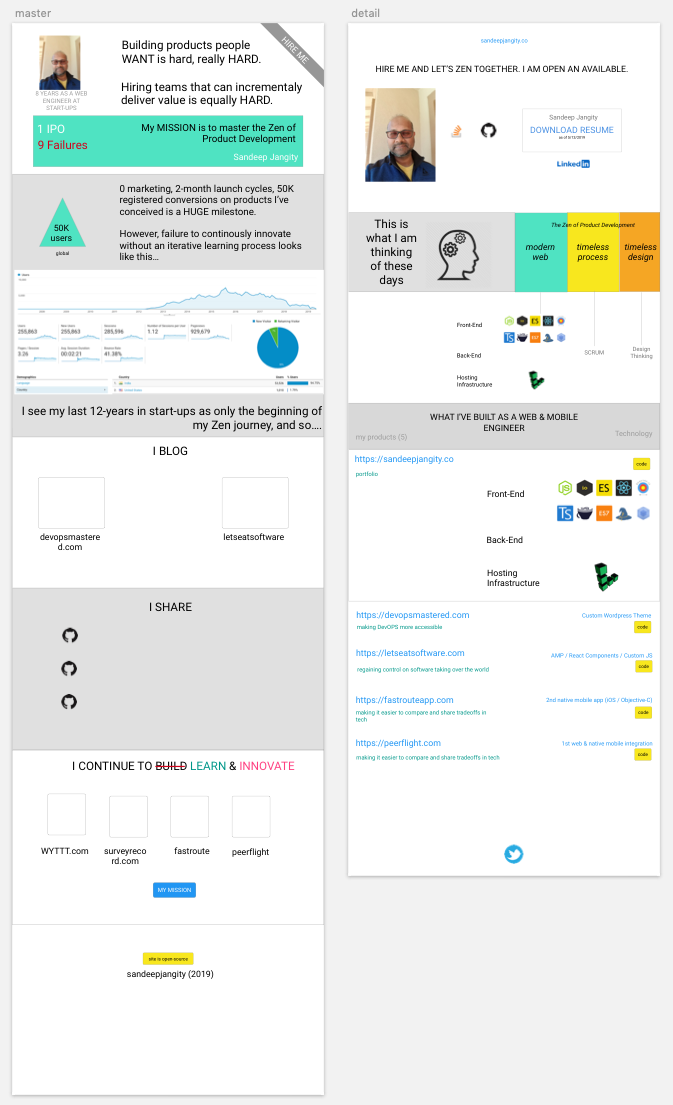 master
Building products people
WANT is hard, really HARD.
HIRE ME
Hiring teams that can incrementaly
deliver value is equally HARD.
8 YEARS AS A WEB
ENGINEER AT
START-UPS
1 IPO
9 Failures
My MISSION is to master the Zen of
Product Development
Sandeep Jangity
0 marketing, 2-month launch cycles, 50K
registered conversions on products I've
conceived is a HUGE milestone.
However, failure to continously innovate
without an iterative learning process looks
like this...
50K
users
global
255,863
255,863
285,596
1.12
929,679
3.26
00:02:21
41.38%
I see my last 12-years in start-ups as only the beginning of
my Zen journey, and so....
I BLOG
devopsmastere
d.com
letseatsoftware
I SHARE
I CONTINUE TO BUILD LEARN & INNOVATE
WYTTT.com
surveyreco
rd.com
fastroute
peerflight
MY MISSION
site is open-source
sandeepjangity (2019)
detail
sandeepjangity.co
HIRE ME AND LET'S ZEN TOGETHER. I AM OPEN AN AVAILABLE.
Sandeep Jangity
DOWNLOAD RESUME
LinkedIn
This is
what I am
thinking
of these
days
The Zen of Product Development
modern
web
timeless
process
timeless
design
Front-End
Back-End
Hosting
Infrastructure
SCRUM
Design
Thinking
WHAT I'VE BUILT AS A WEB & MOBILE
ENGINEER
my products (5)
Technology
https://sandeepjangity.co
portfolio
code
Front-End
JS
ES
TS
ES7
Back-End
Hosting
Infrastructure
https://devopsmastered.com
making DevOPS more accessible
Custom Wordpress Theme
code
https://letseatsoftware.com
regaining control on software taking over the world
AMP / React Components / Custom JS
code
https://fastrouteapp.com
making it easier to compare and share tradeoffs in
tech
2nd native mobile app (iOS / Objective-C)
code
https://peerflight.com
making it easier to compare and share tradeoffs in tech
1st web & native mobile integration
code